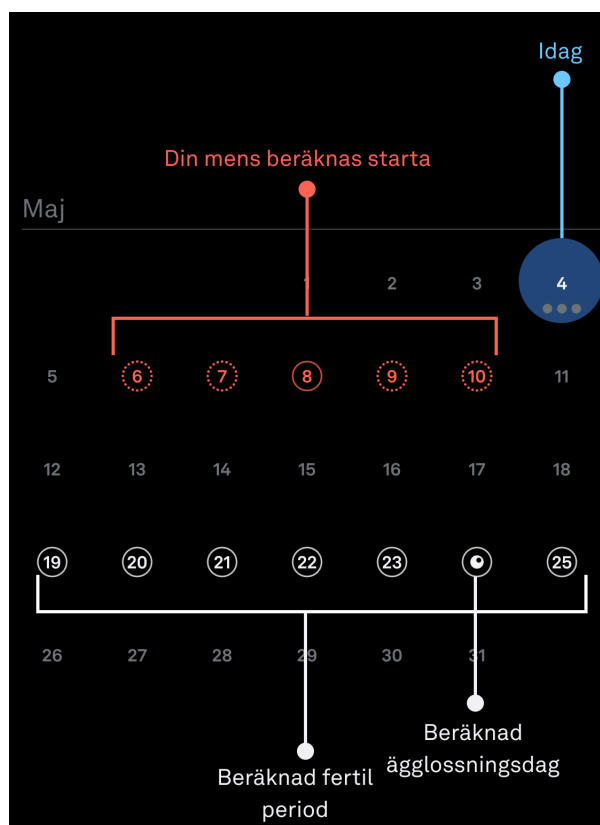 Idag
Din mens beräknas starta
Maj
1 2 3 4
5 6 7 8 9 10 11
12 13 14 15 16 17 18
19 20 21 22 23 25
26 27 28 29 30 31
Beräknad
ägglossningsdag
Beräknad fertil
period